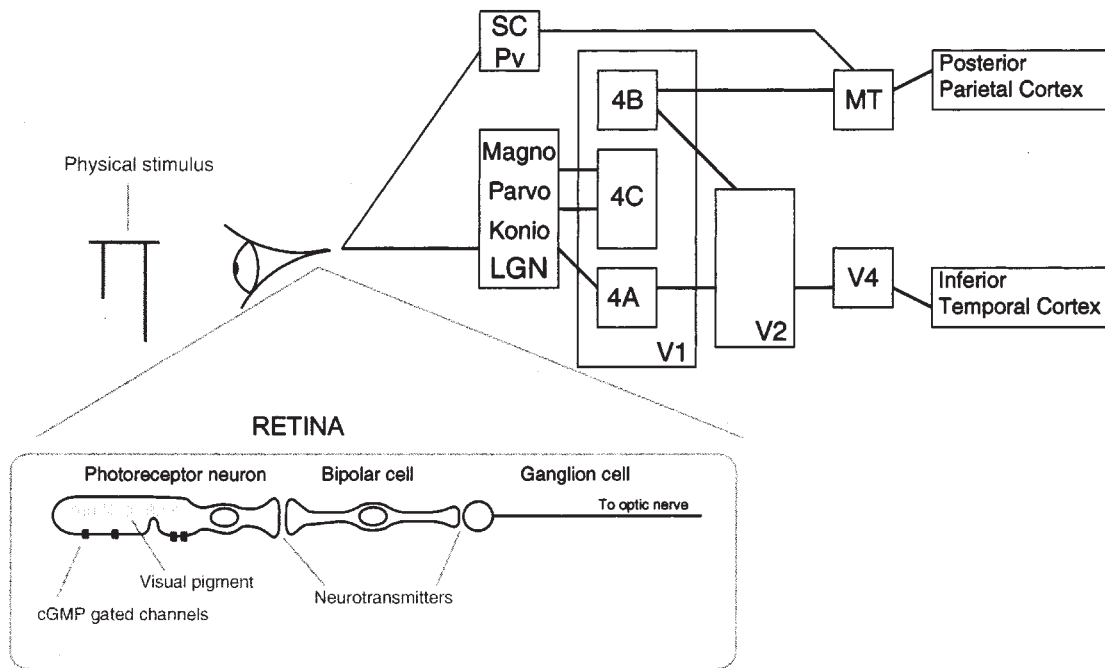 SC
Pv
Posterior
Parietal Cortex
4B
MT
Physical stimulus
Magno
Parvo
4C
Konio
LGN
4A
V4
Inferior
Temporal Cortex
V2
V1
RETINA
Photoreceptor neuron
Bipolar cell
Ganglion cell
To optic nerve
Visual pigment
Neurotransmitters
cGMP gated channels